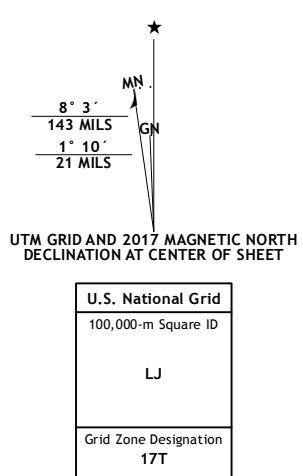 MN
8° 3´
143 MILS
GN
1° 10´
21 MILS
UTM GRID AND 2017 MAGNETIC NORTH
DECLINATION AT CENTER OF SHEET
U.S. National Grid
100,000-m Square ID
LJ
Grid Zone Designation
17T